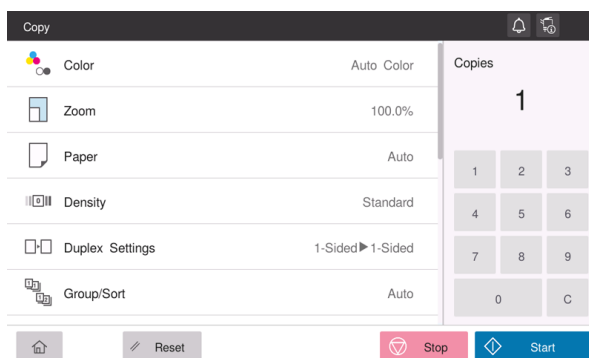 Copy
Color Auto Color
Zoom 100.0%
Paper Auto
0 Density Standard
Duplex Settings 1-Sided▶1-Sided
Group/Sort Auto
Copies
1
1 2 3
4 5 6
7 8 9
0 C
Reset
Stop
Start